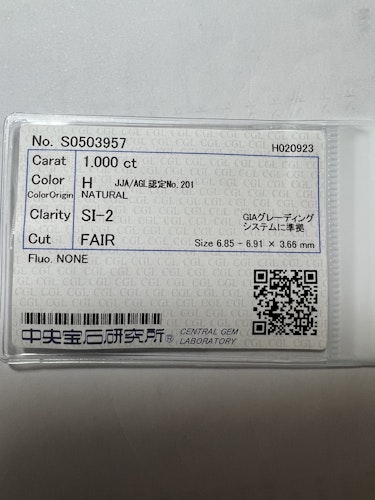 No. S0503957
H020923
Carat 1.000 ct
Color H JJA/AGL認定No.201
ColorOrigin NATURAL
Clarity SI-2 GIAグレーディング
システムに準拠
Cut FAIR Size 6.85 - 6.91 × 3.66 mm
Fluo. NONE
中央宝石研究所® CENTRAL GEM
LABORATORY